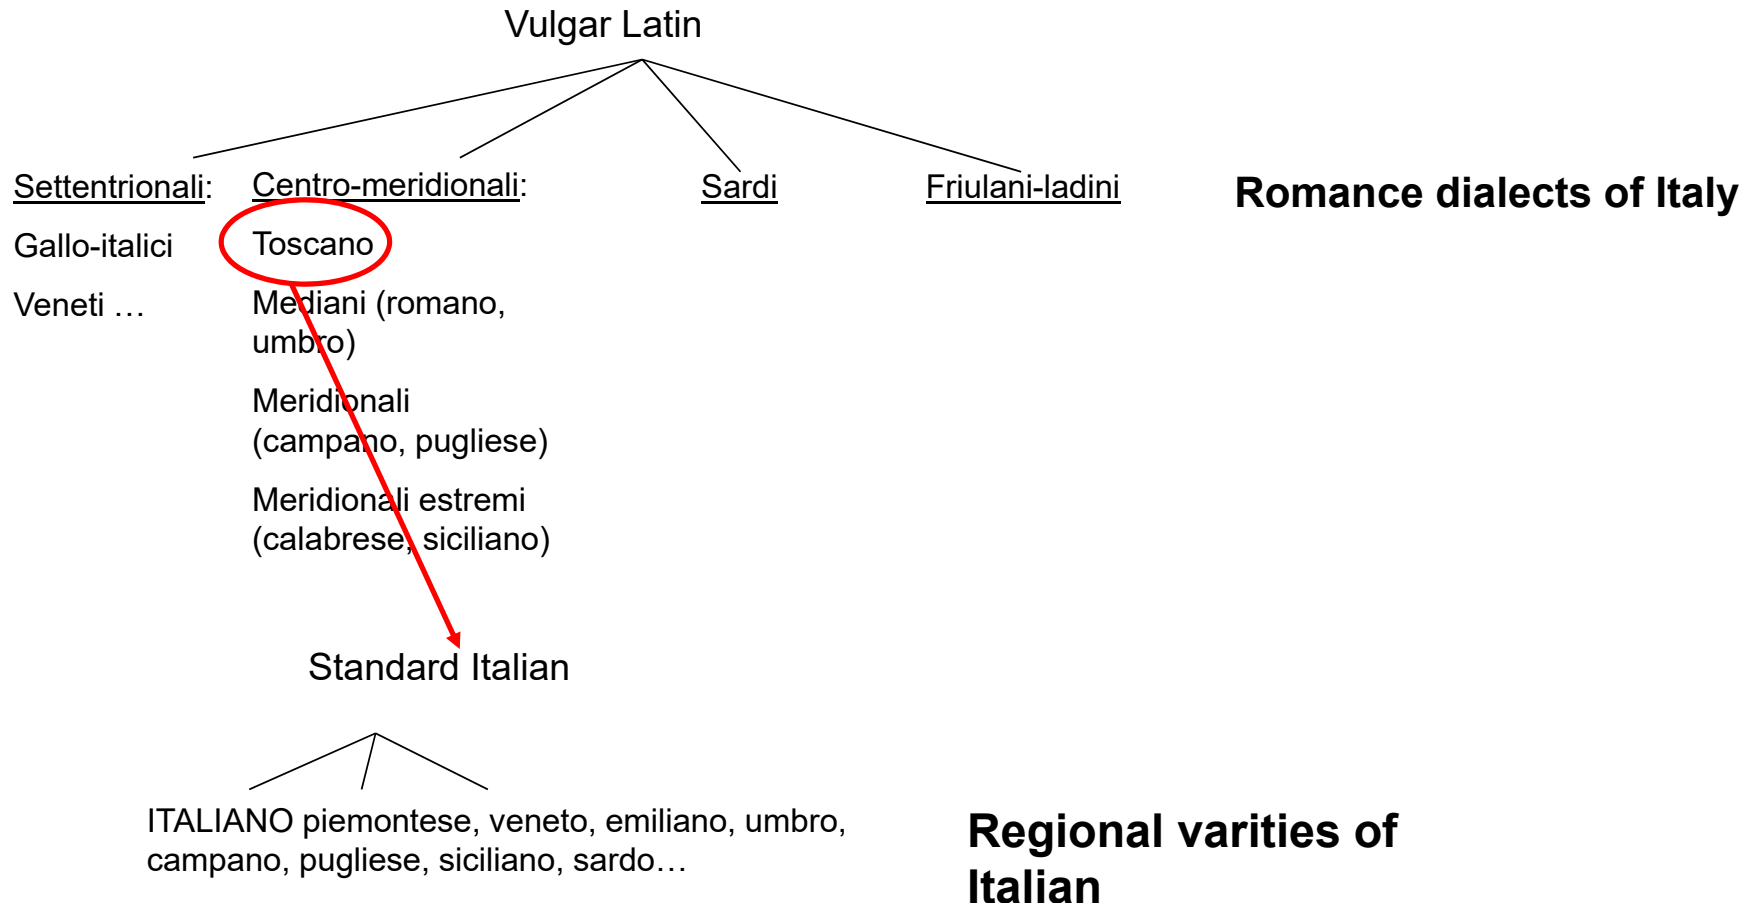 Vulgar Latin
Settentrionali:
Gallo-italici
Veneti …
Centro-meridionali:
Toscano
Mediani (romano,
umbro)
Meridionali
(campano, pugliese)
Meridionali estremi
(calabrese, siciliano)
Sardi
Friulani-ladini
Romance dialects of Italy
Standard Italian
ITALIANO piemontese, veneto, emiliano, umbro,
campano, pugliese, siciliano, sardo…
Regional varities of
Italian